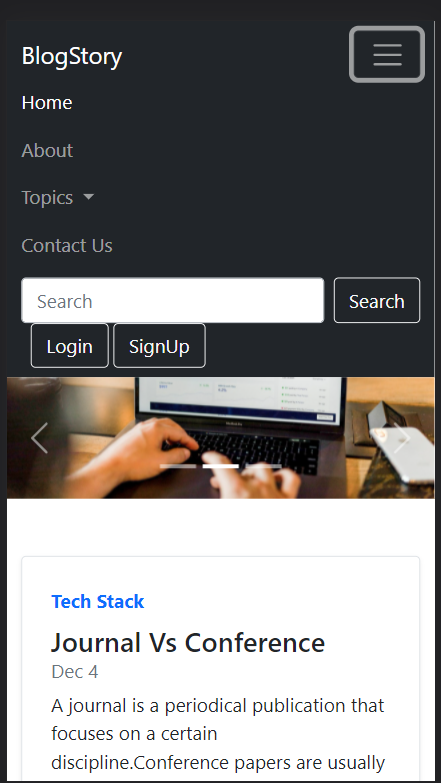 BlogStory
Home
About
Topics
Contact Us
Search Search
Login SignUp
Tech Stack
Journal Vs Conference
Dec 4
A journal is a periodical publication that
focuses on a certain
discipline.Conference papers are usually